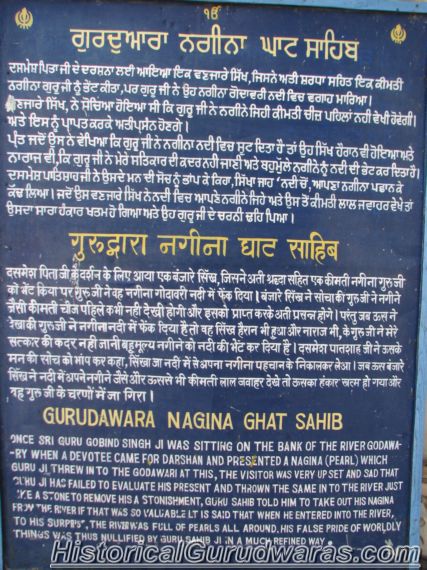 ੴ
ਗੁਰਦੁਆਰਾ ਨਗੀਨਾ ਘਾਟ ਸਾਹਿਬ
ਦਸਮੇਸ਼ ਪਿਤਾ ਜੀ ਦੇ ਦਰਸ਼ਨਾ ਲਈ ਆਇਆ ਇਕ ਵਣਜਾਰੇ ਸਿੱਖ, ਜਿਸਨੇ ਅਤੀ ਸ਼ਰਧਾ ਸਹਿਤ ਇਕ ਕੀਮਤੀ
ਨਗੀਨਾ ਗੁਰੂ ਜੀ ਨੂੰ ਭੇਟ ਕੀਤਾ, ਪਰ ਗੁਰੂ ਜੀ ਨੇ ਉਹ ਨਗੀਨਾ ਗੋਦਾਵਰੀ ਨਦੀ ਵਿਚ ਵਗਾਹ ਮਾਰਿਆ।
ਵਣਜਾਰੇ ਸਿੱਖ, ਨੇ ਸੋਚਿਆ ਹੋਇਆ ਸੀ ਕਿ ਗੁਰੂ ਜੀ ਨੇ ਨਗੀਨੇ ਜਿਹੀ ਕੀਮਤੀ ਚੀਜ਼ ਪਹਿਲਾਂ ਨਹੀਂ ਵੇਖੀ ਹੋਵੇਗੀ।
ਅਤੇ ਇਸ ਨੂੰ ਪ੍ਰਾਪਤ ਕਰਕੇ ਅਤੀ ਪ੍ਰਸੰਨ ਹੋਣਗੇ।
ਪ੍ਰੰਤੂ ਜਦੋਂ ਉਸ ਨੇ ਵੇਖਿਆ ਕਿ ਗੁਰੂ ਜੀ ਨੇ ਨਗੀਨਾ ਨਦੀ ਵਿਚ ਸੁਟ ਦਿਤਾ ਹੈ ਤਾਂ ਉਹ ਸਿੱਖ ਹੈਰਾਨ ਵੀ ਹੋਇਆ ਅਤੇ
ਨਾਰਾਜ ਵੀ, ਕਿ ਗੁਰੂ ਜੀ ਨੇ ਮੇਰੇ ਸਤਿਕਾਰ ਦੀ ਕਦਰ ਨਹੀਂ ਜਾਣੀ ਅਤੇ ਬਹੁਮੁੱਲੇ ਨਗੀਨੇ ਨੂੰ ਨਦੀ ਦੀ ਭੇਟ ਕਰ ਦਿਤਾ ਹੈ।
ਦਸਮੇਸ਼ ਪਾਤਿਸ਼ਾਹ ਜੀ ਨੇ ਉਸਦੇ ਮਨ ਦੀ ਸੋਚ ਨੂੰ ਭਾਂਪ ਕੇ ਕਿਹਾ, ਸਿੱਖਾ ਜਾਹ 'ਨਦੀ ਚੋਂ, ਆਪਣਾ ਨਗੀਨਾ ਪਛਾਨ ਕੇ
ਕੱਢ ਲਿਆ। ਜਦੋਂ ਉਸ ਵਣਜਾਰੇ ਸਿੱਖ ਨੇ ਨਦੀ ਵਿਚ ਆਪਣੇ ਨਗੀਨੇ ਜਿਹੇ ਅਤੇ ਉਸ ਤੋਂ ਕੀਮਤੀ ਲਾਲ ਜਵਾਹਰ ਵੇਖੇ ਤਾਂ
ਉਸਦਾ ਸਾਰਾ ਹੰਕਾਰ ਖਤਮ ਹੋ ਗਿਆ ਅਤੇ ਉਹ ਗੁਰੂ ਜੀ ਦੇ ਚਰਨੀ ਢਹਿ ਪਿਆ।
गुरुद्वारा नगीना घाट साहिब
दसमेश पिता जी के दर्शन के लिए आया एक बंजारे सिंख, जिसने अती श्रद्धा सहित एक कीमती नगीना गुरु जी
को भेंट किया पर गुरु जी ने वह नगीना गोदावरी नदी में फेंक दिया। बंजारे सिंख ने सोचा की गुरु जी ने नगीने
जैसी कीमती चीज पहिले कभी नही देखी होगी और इसको प्राप्त करके अती प्रसन्न होंगे। परंतु जब उस ने
देखा की गुरु जी ने नगीना नदी में फेंक दिया है तो वह सिंख हैरान भी हुआ और नाराज भी, के गुरु जी ने मेरे
सत्कार की कदर नही जानी बहुमूल्य नगीने को नदी की भेंट कर दिया है। दसमेश पातशाह जी ने उसके
मन की सोच को भांप कर कहा, सिंखा जा नदी में से अपना नगीना पहचान के निकालकर लेआ। जब उस बंजारे
सिंख ने नदी में अपने नगीने जैसे और उससे भी कीमती लाल जवाहर देखे तो उसका हंकार खत्म हो गया और
वह गुरु जी के चरणों में जा गिरा।
GURUDAWARA NAGINA GHAT SAHIB
ONCE SRI GURU GOBIND SINGH JI WAS SITTING ON THE BANK OF THE RIVER GODAWA-
-RY WHEN A DEVOTEE CAME FOR DARSHAN AND PRESENTED A NAGINA (PEARL) WHICH
GURU JI THREW IN TO THE GODAWARI AT THIS, THE VISITOR WAS VERY UP SET AND SAD THAT
GURU JI HAS FAILED TO EVALUATE HIS PRESENT AND THROWN THE SAME IN TO THE RIVER JUST
LIKE A STONE TO REMOVE HIS A STONISHMENT, GURU SAHIB TOLD HIM TO TAKE OUT HIS NAGINA
FROM THE RIVER IF THAT WAS SO VALUABLE IT IS SAID THAT WHEN HE ENTERED INTO THE RIVER,
TO HIS SURPRISE, THE RIVER WAS FULL OF PEARLS ALL AROUND. HIS FALSE PRIDE OF WORLDLY
THINGS WAS THUS NULLIFIED BY GURU SAHIB JI IN A MUCH REFINED WAY.
HistoricalGurudwaras.com